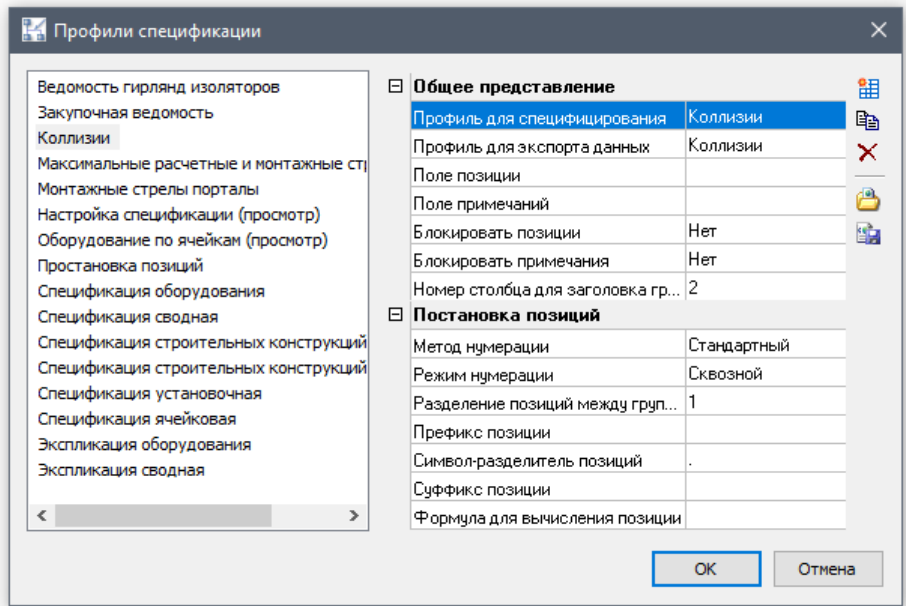 Профили спецификации
Ведомость гирлянд изоляторов
Закупочная ведомость
Коллизии
Максимальные расчетные и монтажные стр
Монтажные стрелы порталы
Настройка спецификации (просмотр)
Оборудование по ячейкам (просмотр)
Простановка позиций
Спецификация оборудования
Спецификация сводная
Спецификация строительных конструкций
Спецификация строительных конструкций
Спецификация установочная
Спецификация ячейковая
Экспликация оборудования
Экспликация сводная
Общее представление
Профиль для специфицирования Коллизии
Профиль для экспорта данных Коллизии
Поле позиции
Поле примечаний
Блокировать позиции Нет
Блокировать примечания Нет
Номер столбца для заголовка гр... 2
Постановка позиций
Метод нумерации Стандартный
Режим нумерации Сквозной
Разделение позиций между груп... 1
Префикс позиции
Символ-разделитель позиций .
Суффикс позиции
Формула для вычисления позиции
ОК Отмена